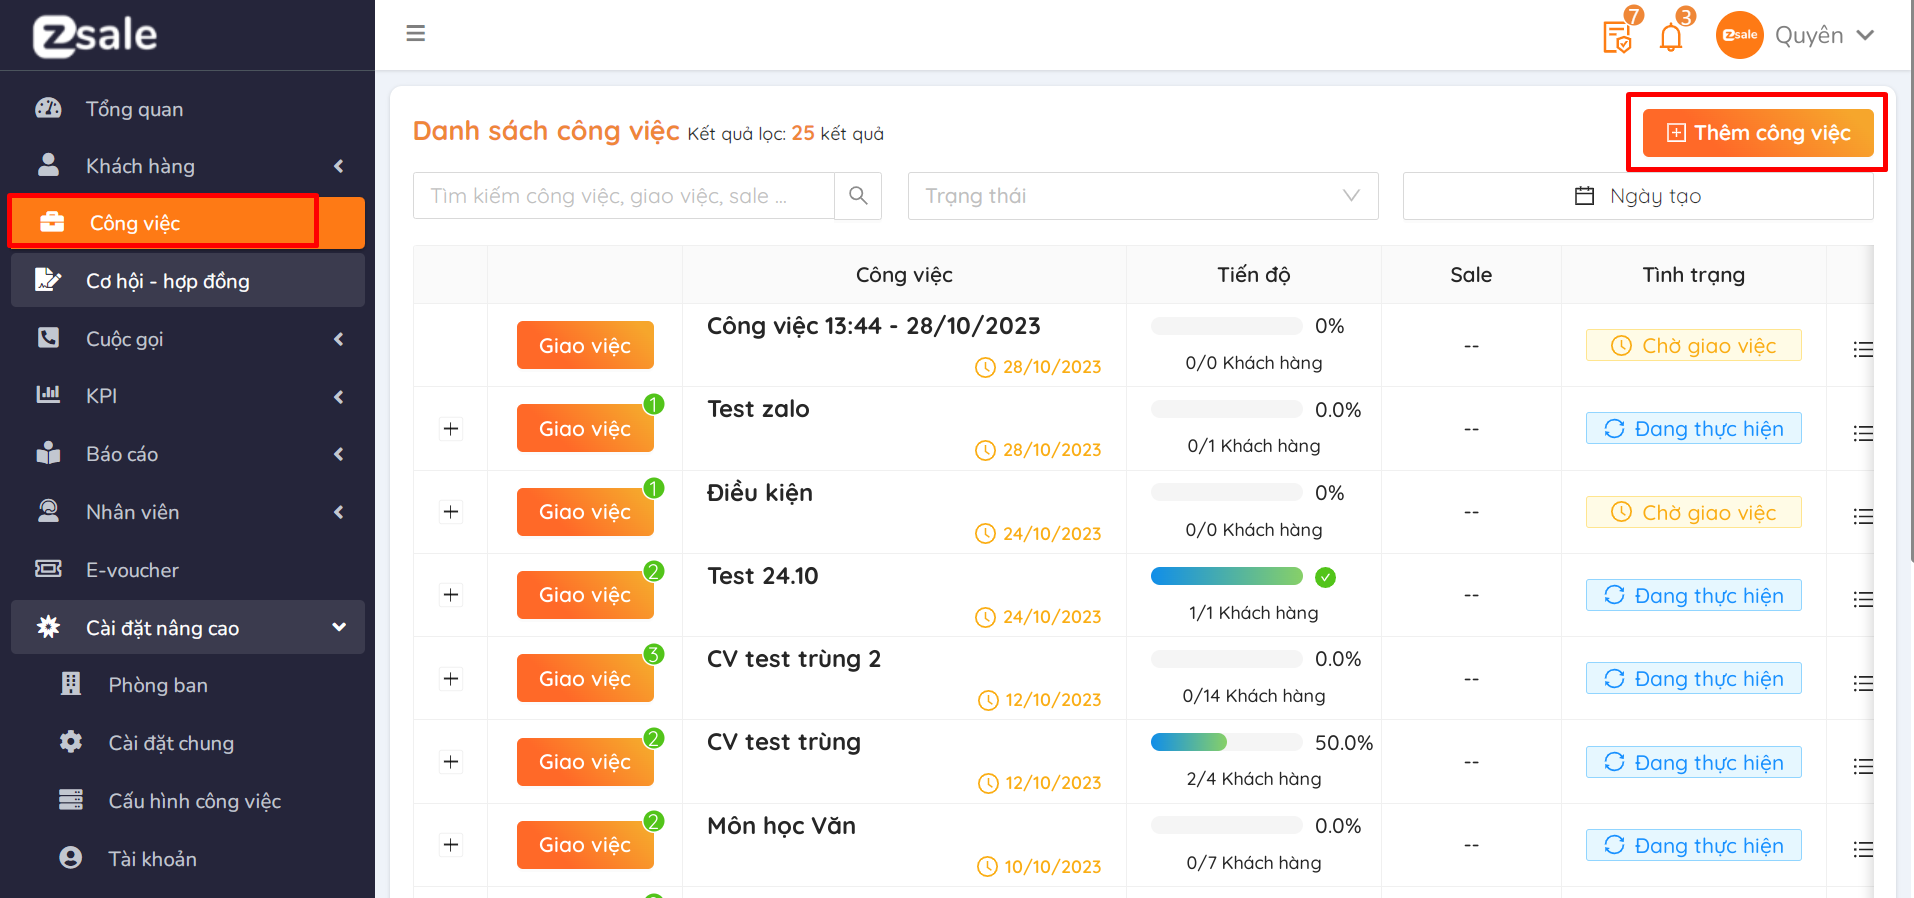 Zsale
Tổng quan
Khách hàng
Công việc
Cơ hội - hợp đồng
Cuộc gọi
KPI
Báo cáo
Nhân viên
E-voucher
Cài đặt nâng cao
Phòng ban
Cài đặt chung
Cấu hình công việc
Tài khoản
7
3
Zsale
Quyên
Danh sách công việc Kết quả lọc: 25 kết quả
Thêm công việc
Tìm kiếm công việc, giao việc, sale ...
Trạng thái
Ngày tạo
Công việc Tiến độ Sale Tình trạng
Giao việc Công việc 13:44 - 28/10/2023 0% -- Chờ giao việc
28/10/2023 0/0 Khách hàng
Giao việc 1 Test zalo 0.0% -- Đang thực hiện
28/10/2023 0/1 Khách hàng
Giao việc 1 Điều kiện 0% -- Chờ giao việc
24/10/2023 0/0 Khách hàng
Giao việc 2 Test 24.10 -- Đang thực hiện
24/10/2023 1/1 Khách hàng
Giao việc 3 CV test trùng 2 0.0% -- Đang thực hiện
12/10/2023 0/14 Khách hàng
Giao việc 2 CV test trùng 50.0% -- Đang thực hiện
12/10/2023 2/4 Khách hàng
Giao việc 2 Môn học Văn 0.0% -- Đang thực hiện
10/10/2023 0/7 Khách hàng